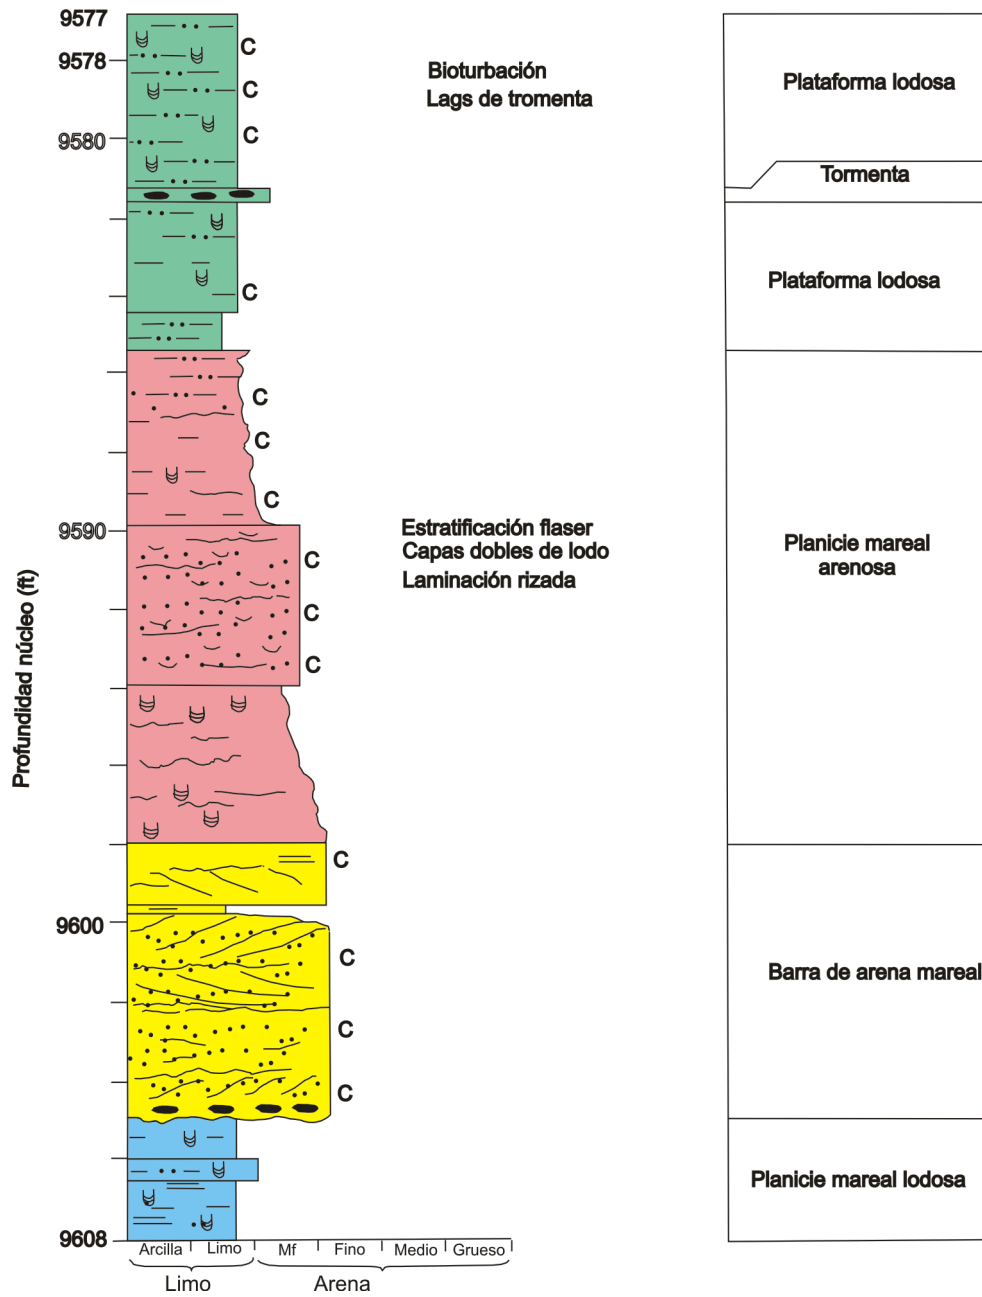 9577
C
9578
Bioturbación
Plataforma lodosa
C
Lags de tromenta
C
9580
Tormenta
C
Plataforma lodosa
C
C
C
9590
Estratificación flaser
Planicie mareal
C
Capas dobles de lodo
arenosa
Laminación rizada
C
C
Profundidad núcleo (ft)
C
9600
C
Barra de arena mareal
C
C
Planicie mareal lodosa
9608
Arcilla Limo Mf Fino Medio Grueso
Limo Arena